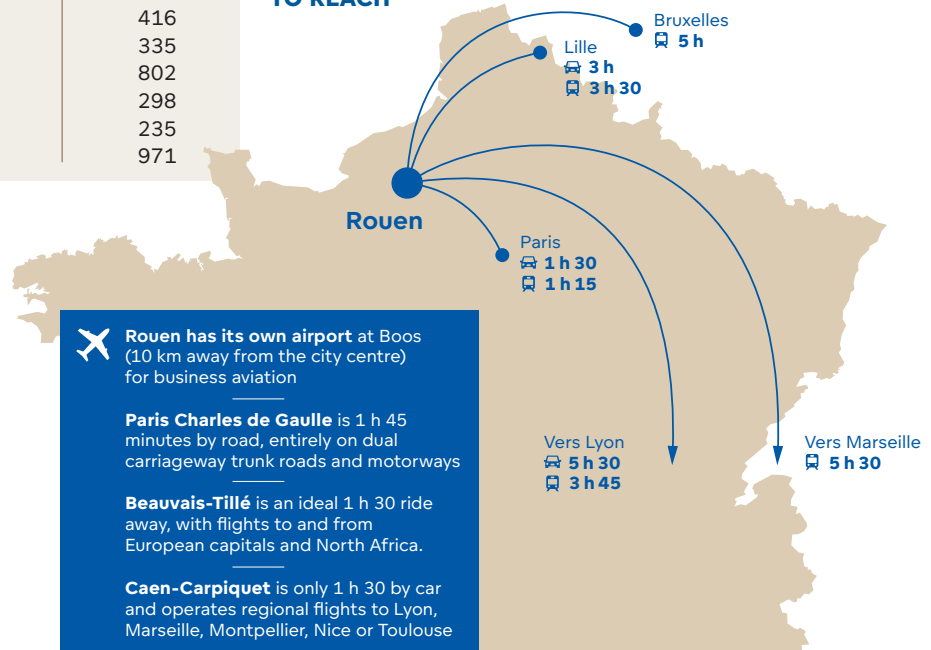 TO REACH
416
335
802
298
235
971
Bruxelles
5 h
Lille
3 h
3 h 30
Rouen
Paris
1 h 30
1 h 15
Rouen has its own airport at Boos
(10 km away from the city centre)
for business aviation
Paris Charles de Gaulle is 1 h 45
minutes by road, entirely on dual
carriageway trunk roads and motorways
Beauvais-Tillé is an ideal 1 h 30 ride
away, with flights to and from
European capitals and North Africa.
Caen-Carpiquet is only 1 h 30 by car
and operates regional flights to Lyon,
Marseille, Montpellier, Nice or Toulouse
Vers Lyon
5 h 30
3 h 45
Vers Marseille
5 h 30